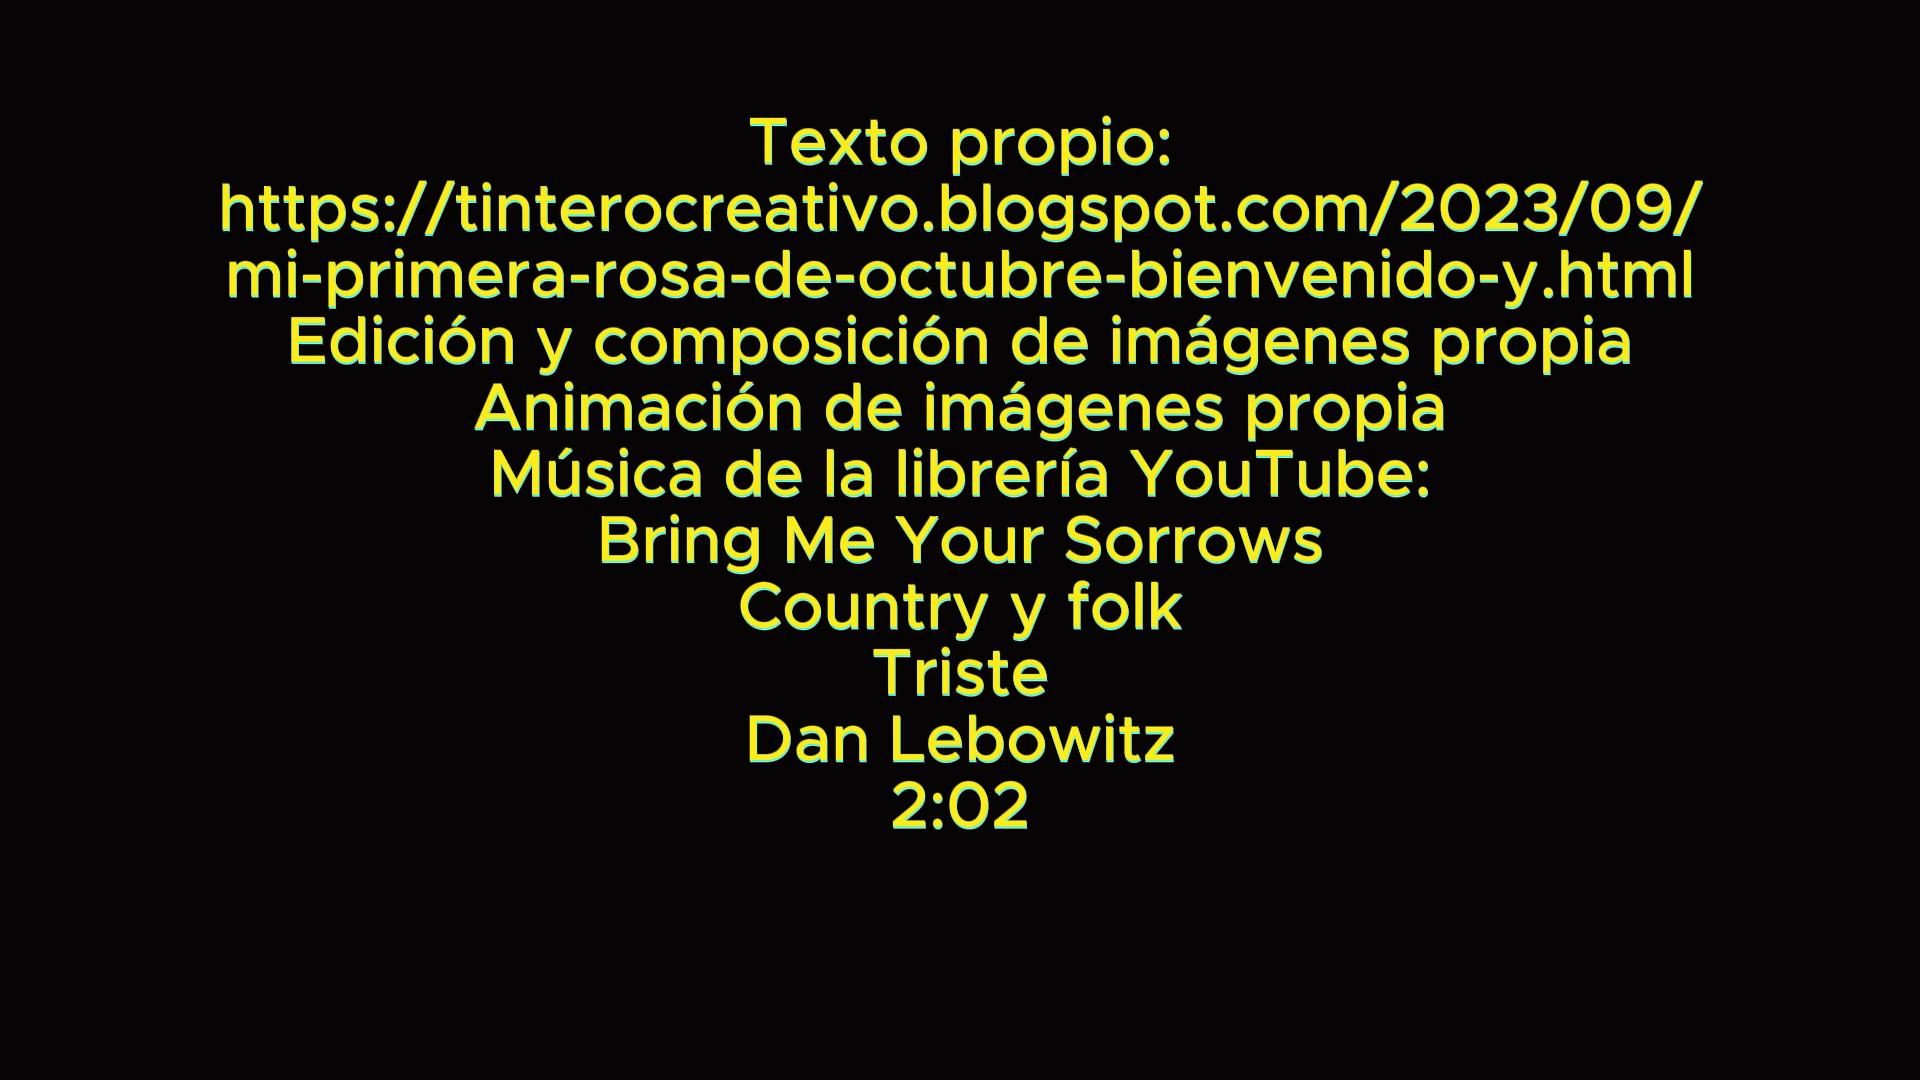 Texto propio:
https://tinterocreativo.blogspot.com/2023/09/
mi-primera-rosa-de-octubre-bienvenido-y.html
Edición y composición de imágenes propia
Animación de imágenes propia
Música de la librería YouTube:
Bring Me Your Sorrows
Country y folk
Triste
Dan Lebowitz
2:02